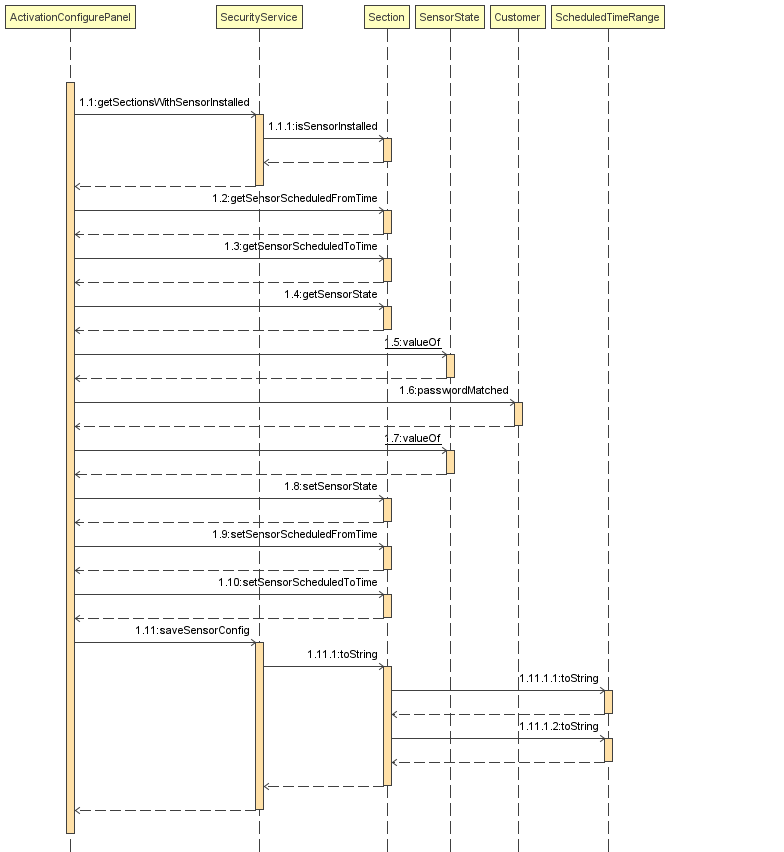 ActivationConfigurePanel SecurityService Section SensorState Customer ScheduledTimeRange
1.1:getSectionsWithSensorInstalled
1.1.1:isSensorInstalled
1.2:getSensorScheduledFromTime
1.3:getSensorScheduledToTime
1.4:getSensorState
1.5:valueOf
1.6:passwordMatched
1.7:valueOf
1.8:setSensorState
1.9:setSensorScheduledFromTime
1.10:setSensorScheduledToTime
1.11:saveSensorConfig
1.11.1:toString
1.11.1.1:toString
1.11.1.2:toString